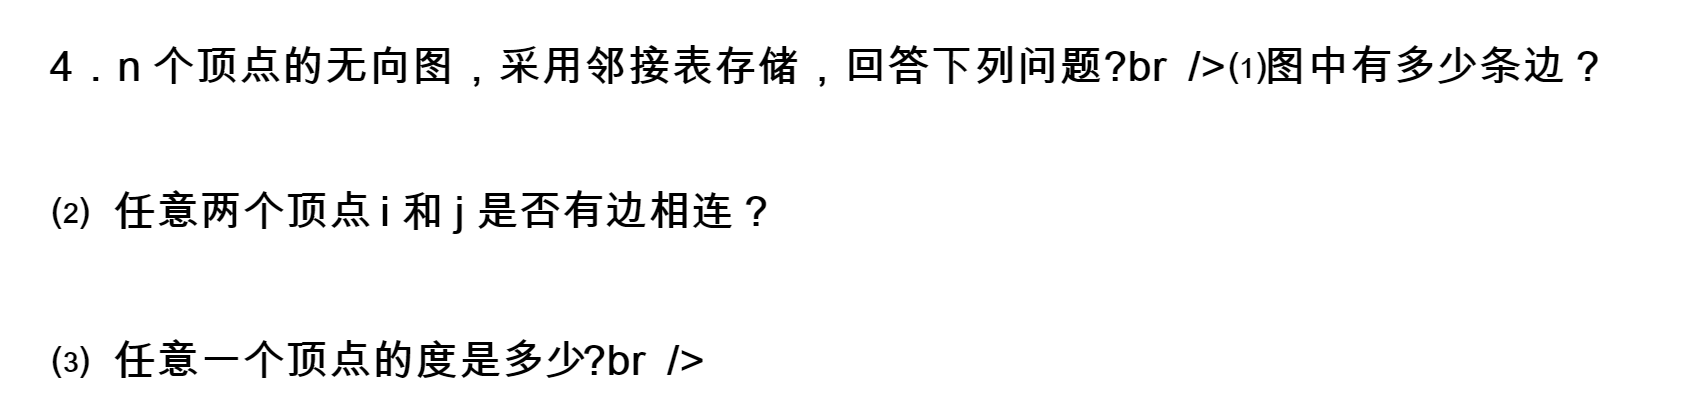 4．n 个顶点的无向图，采用邻接表存储，回答下列问题?br />⑴图中有多少条边？
⑵ 任意两个顶点 i 和 j 是否有边相连？
⑶ 任意一个顶点的度是多少?br />